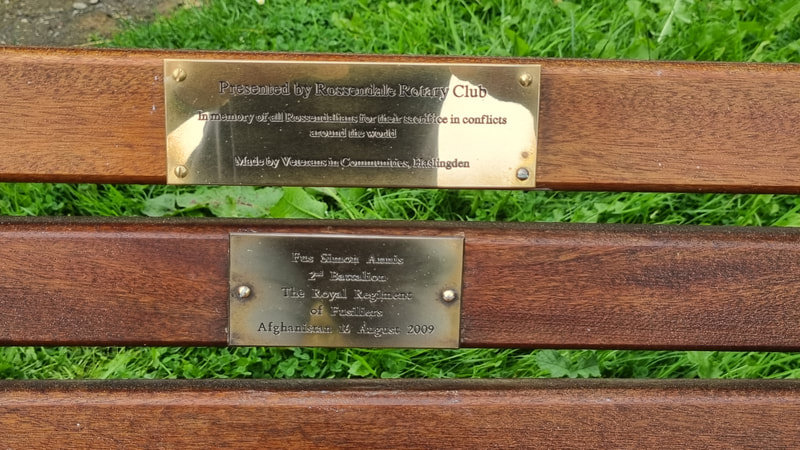 Presented by Rossendale Rotary Club
In memory of all Rossendalians for their sacrifice in conflicts
around the world
Made by Veterans in Communities, Haslingden
Fus Simon Annis
2nd Battalion
The Royal Regiment
of Fusiliers
Afghanistan 16 August 2009